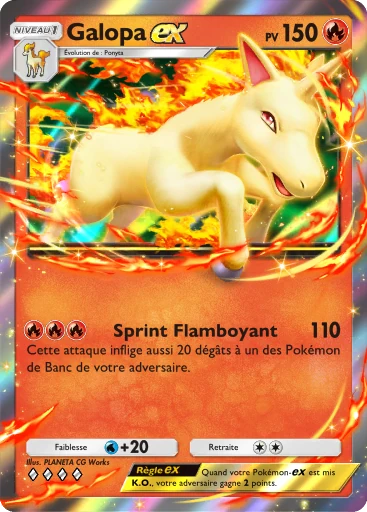 NIVEAU 1
Galopa ex
PV 150
Évolution de : Ponyta
Sprint Flamboyant 110
Cette attaque inflige aussi 20 dégâts à un des Pokémon
de Banc de votre adversaire.
Faiblesse +20 Retraite
Illus. PLANETA CG Works
Règle ex Quand votre Pokémon-ex est mis
K.O., votre adversaire gagne 2 points.